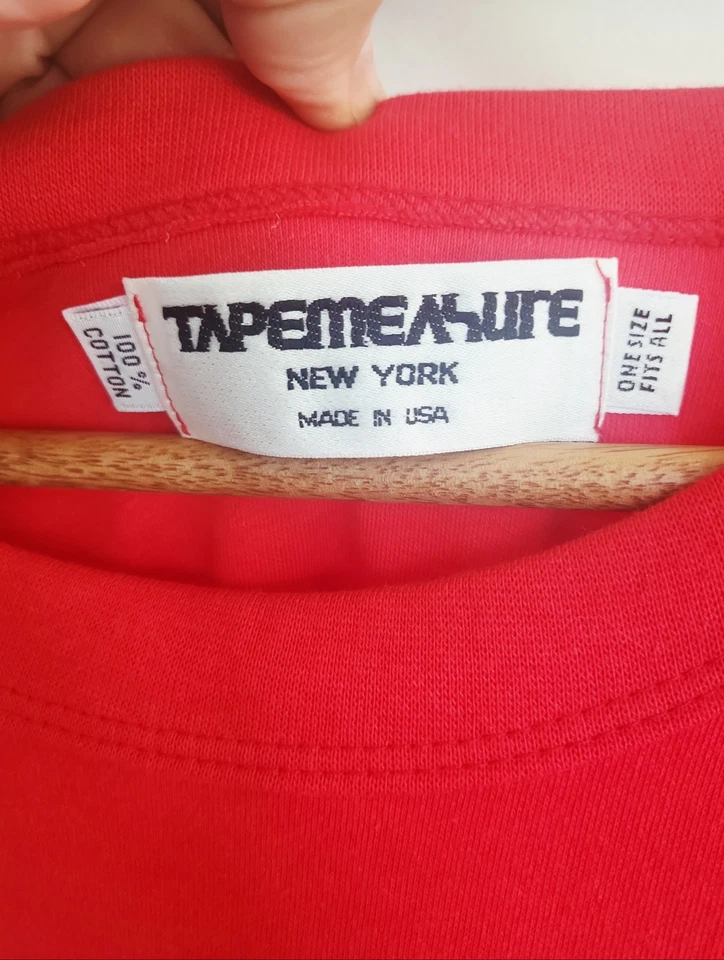 100%
COTTON
TAPEMEASURE
NEW YORK
MADE IN USA
ONE SIZE
FITS ALL